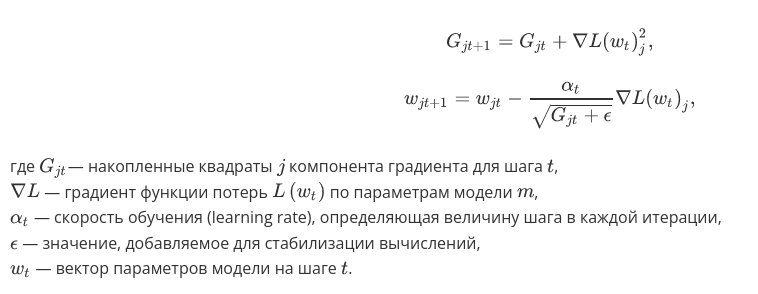 $G_{jt+1} = G_{jt} + \nabla L(w_t)_j^2,$
$w_{jt+1} = w_{jt} - \frac{\alpha_t}{\sqrt{G_{jt} + \epsilon}} \nabla L(w_t)_j,$
где $G_{jt}$— накопленные квадраты $j$ компонента градиента для шага $t$,
$\nabla L$ — градиент функции потерь $L(w_t)$ по параметрам модели $m$,
$\alpha_t$ — скорость обучения (learning rate), определяющая величину шага в каждой итерации,
$\epsilon$ — значение, добавляемое для стабилизации вычислений,
$w_t$ — вектор параметров модели на шаге $t$.